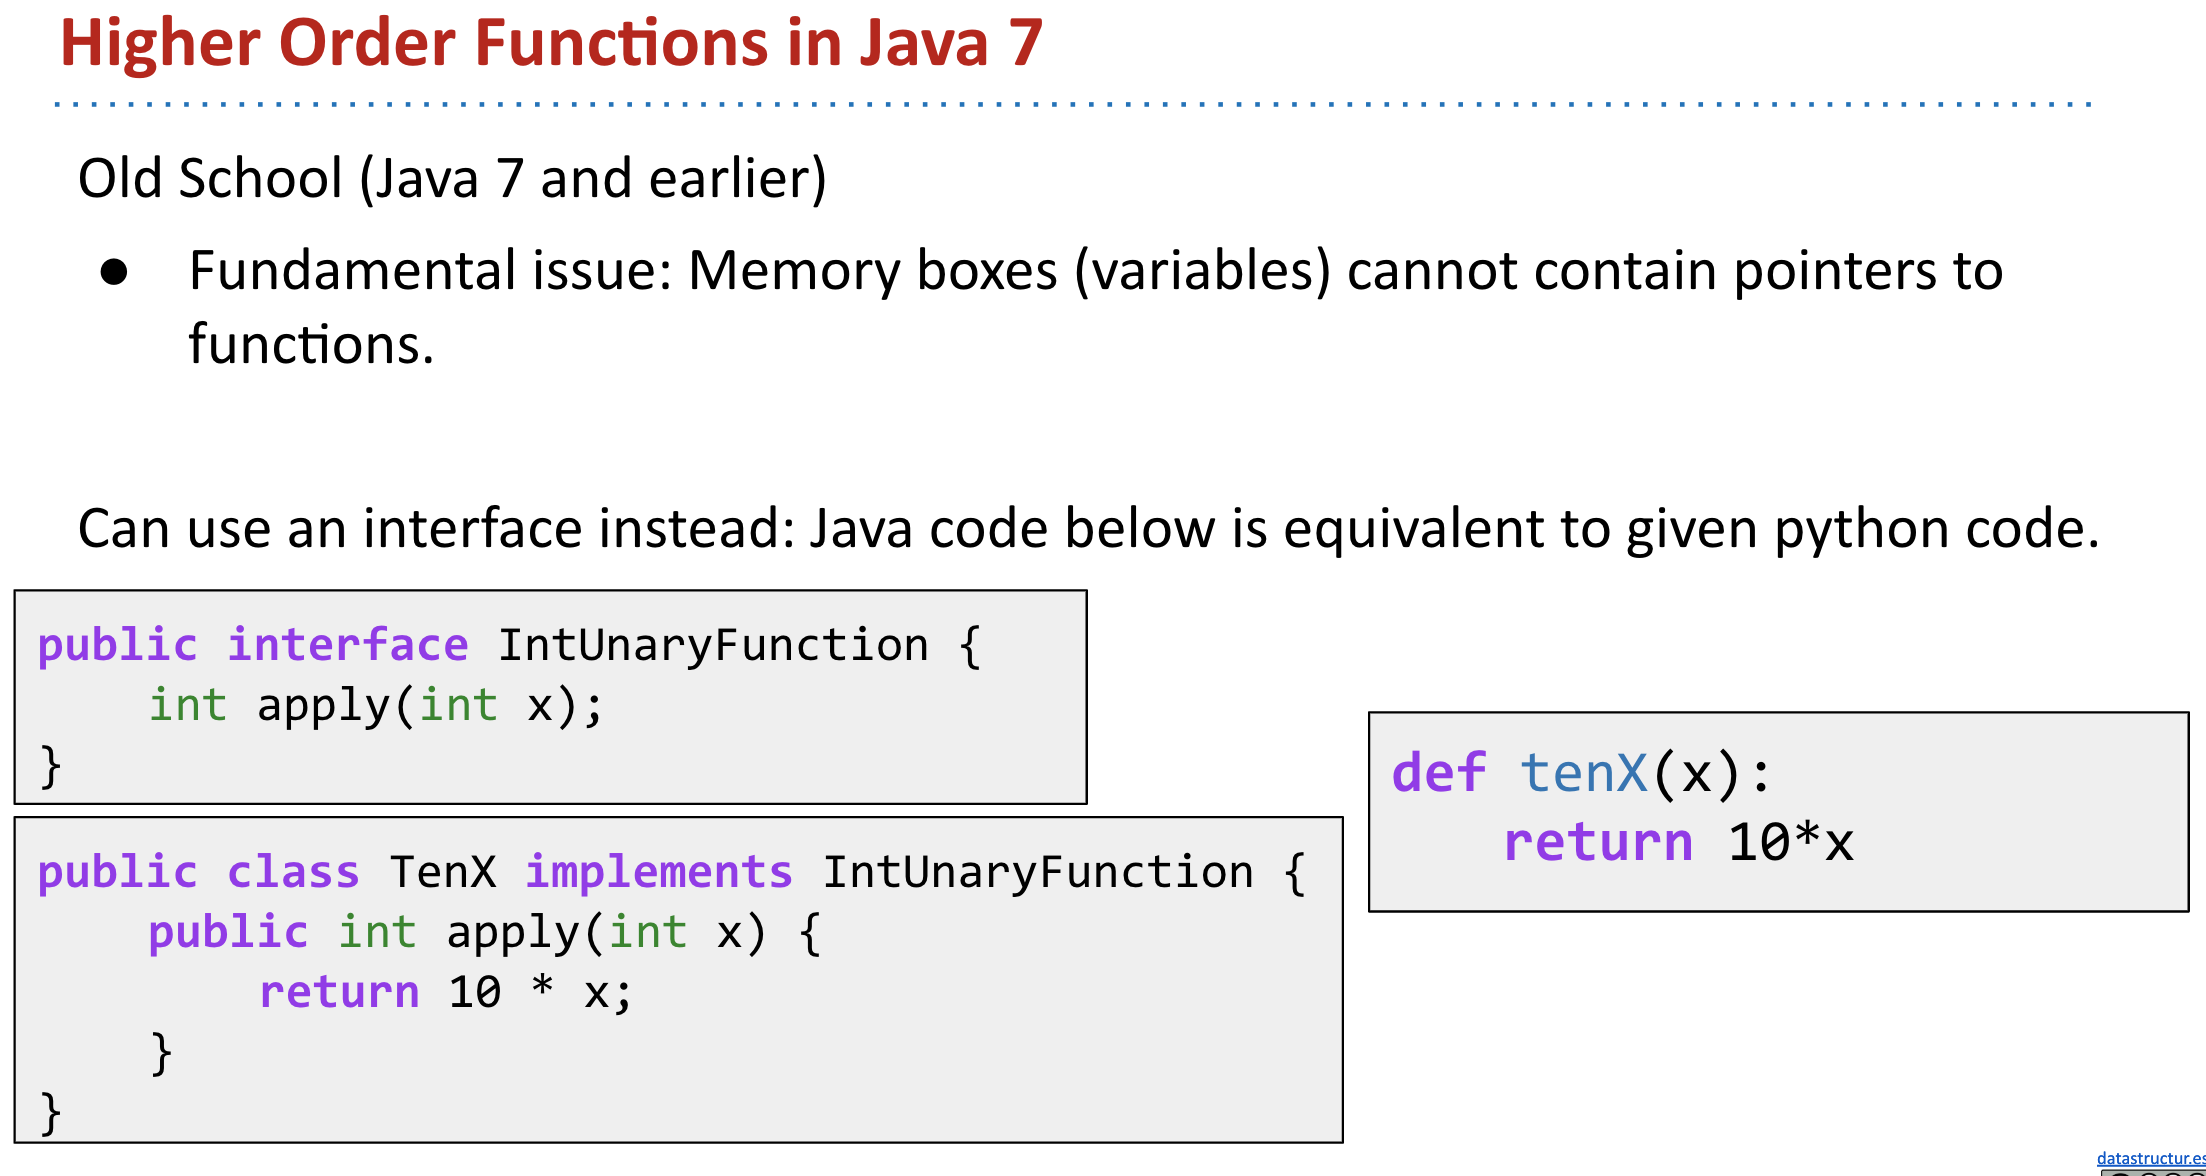 Higher Order Functions in Java 7
Old School (Java 7 and earlier)
● Fundamental issue: Memory boxes (variables) cannot contain pointers to
functions.
Can use an interface instead: Java code below is equivalent to given python code.
public interface IntUnaryFunction {
    int apply(int x);
}
public class TenX implements IntUnaryFunction {
    public int apply(int x) {
        return 10 * x;
    }
}
def tenX(x):
    return 10*x
datastructur.es